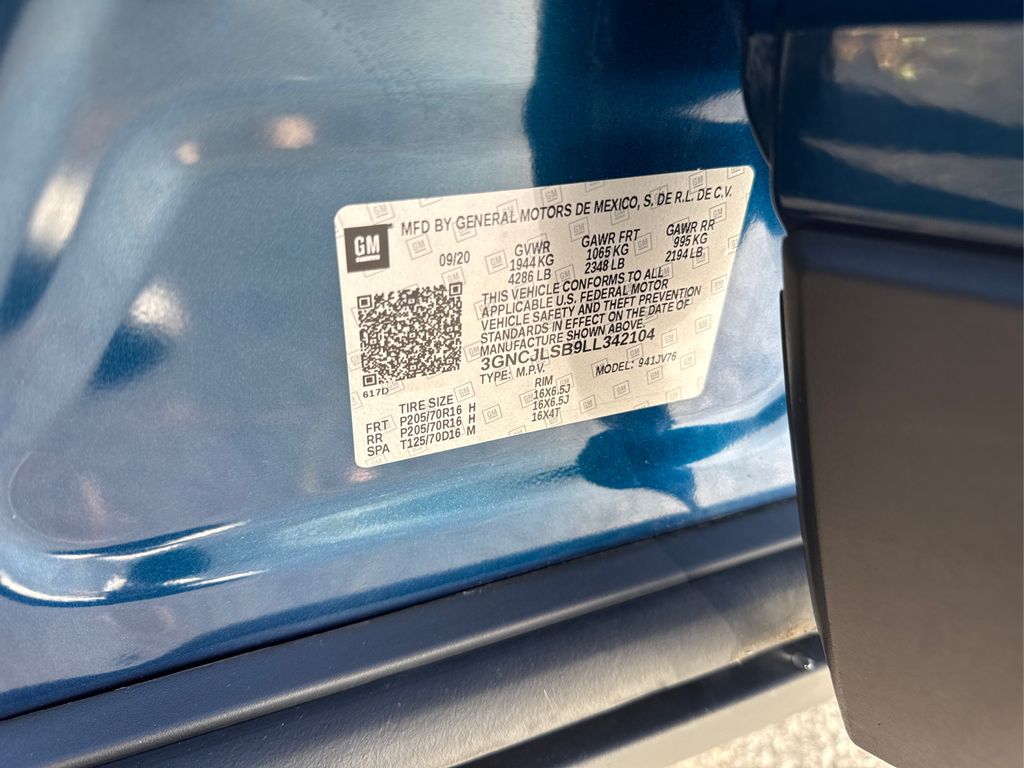 GM
MFD BY GENERAL MOTORS DE MEXICO, S. DE R.L. DE C.V.
09/20
GVWR GAWR FRT GAWR RR
1944 KG 1065 KG 995 KG
4286 LB 2348 LB 2194 LB
THIS VEHICLE CONFORMS TO ALL
APPLICABLE U.S. FEDERAL MOTOR
VEHICLE SAFETY AND THEFT PREVENTION
STANDARDS IN EFFECT ON THE DATE OF
MANUFACTURE SHOWN ABOVE.
3GNCJLSB9LL342104
TYPE: M.P.V. MODEL: 941JV76
617D
TIRE SIZE RIM
FRT P205/70R16 H 16X6.5J
RR P205/70R16 H 16X6.5J
SPA T125/70D16 M 16X4T